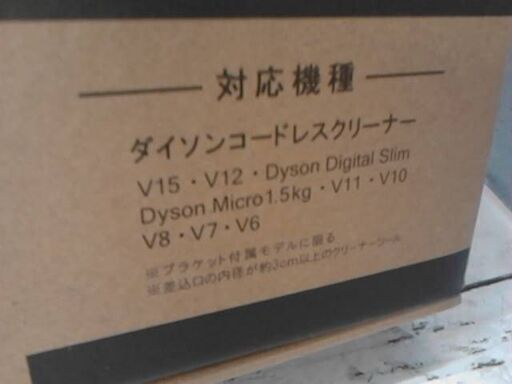 対応機種
ダイソンコードレスクリーナー
V15・V12・Dyson Digital Slim
Dyson Micro1.5kg・V11・V10
V8・V7・V6
※ブラケット付属モデルに限る
※差込口の内径が約3cm以上のクリーナーツール